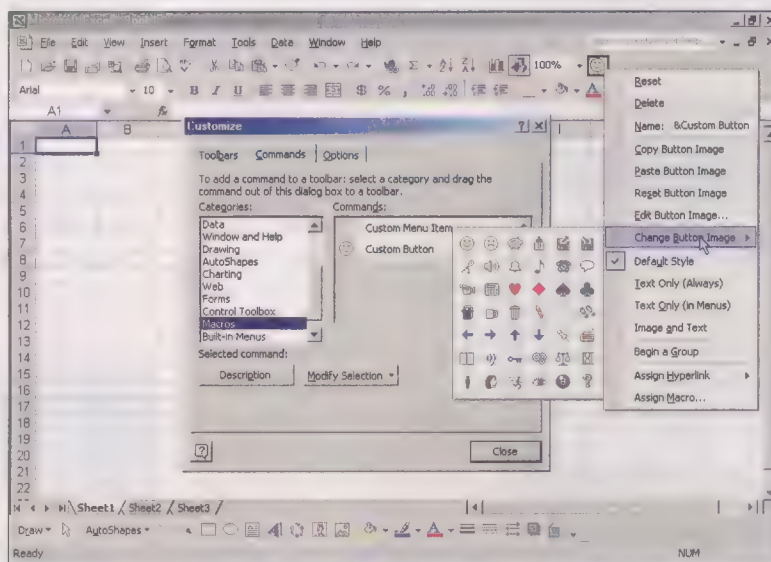 Microsoft Excel
File Edit View Insert Format Tools Data Window Help
100%
Arial 10 B I U $ % ,
A1 fx
A B I
1
2
3
4
5
6
7
8
9
10
11
12
13
14
15
16
17
18
19
20
21
22
Customize
Toolbars Commands Options
To add a command to a toolbar: select a category and drag the
command out of this dialog box to a toolbar.
Categories: Commands:
Data
Window and Help
Drawing
AutoShapes
Charting
Web
Forms
Control Toolbox
Macros
Built-in Menus
Custom Menu Item
Custom Button
Selected command:
Description Modify Selection
Close
Reset
Delete
Name: &Custom Button
Copy Button Image
Paste Button Image
Reset Button Image
Edit Button Image...
Change Button Image
Default Style
Text Only (Always)
Text Only (in Menus)
Image and Text
Begin a Group
Assign Hyperlink
Assign Macro...
Sheet1 / Sheet2 / Sheet3 /
Draw AutoShapes
Ready NUM